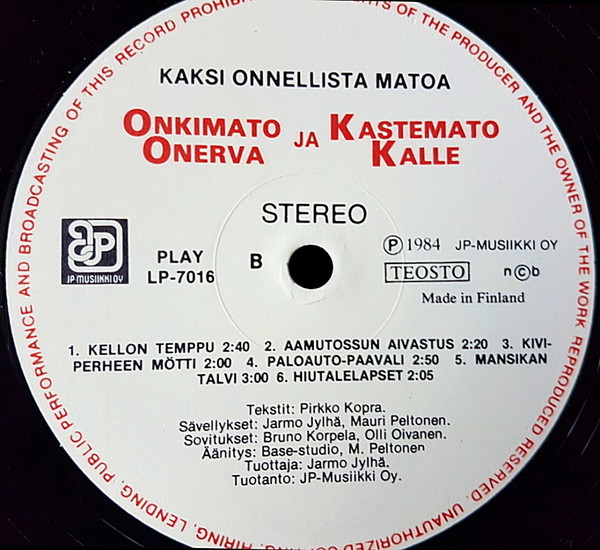 KAKSI ONNELLISTA MATOA
ONKIMATO JA KASTEMATO
ONERVA KALLE
STEREO
JP
JP MUSIIKKI OY
PLAY
LP-7016
B
Ⓟ 1984 JP-MUSIIKKI OY
TEOSTO n©b
Made in Finland
1. KELLON TEMPPU 2:40 2. AAMUTOSSUN AIVASTUS 2:20 3. KIVI-
PERHEEN MÖTTI 2:00 4. PALOAUTO-PAAVALI 2:50 5. MANSIKAN
TALVI 3:00 6. HIUTALELAPSET 2:05
Tekstit: Pirkko Kopra.
Sävellykset: Jarmo Jylhä, Mauri Peltonen.
Sovitukset: Bruno Korpela, Olli Oivanen.
Äänitys: Base-studio, M. Peltonen
Tuottaja: Jarmo Jylhä.
Tuotanto: JP-Musiikki Oy.
OF THE PRODUCER AND THE OWNER OF THE WORK REPRODUCED RESERVED. UNAUTHORIZED HIRING, LENDING, PUBLIC PERFORMANCE AND BROADCASTING OF THIS RECORD